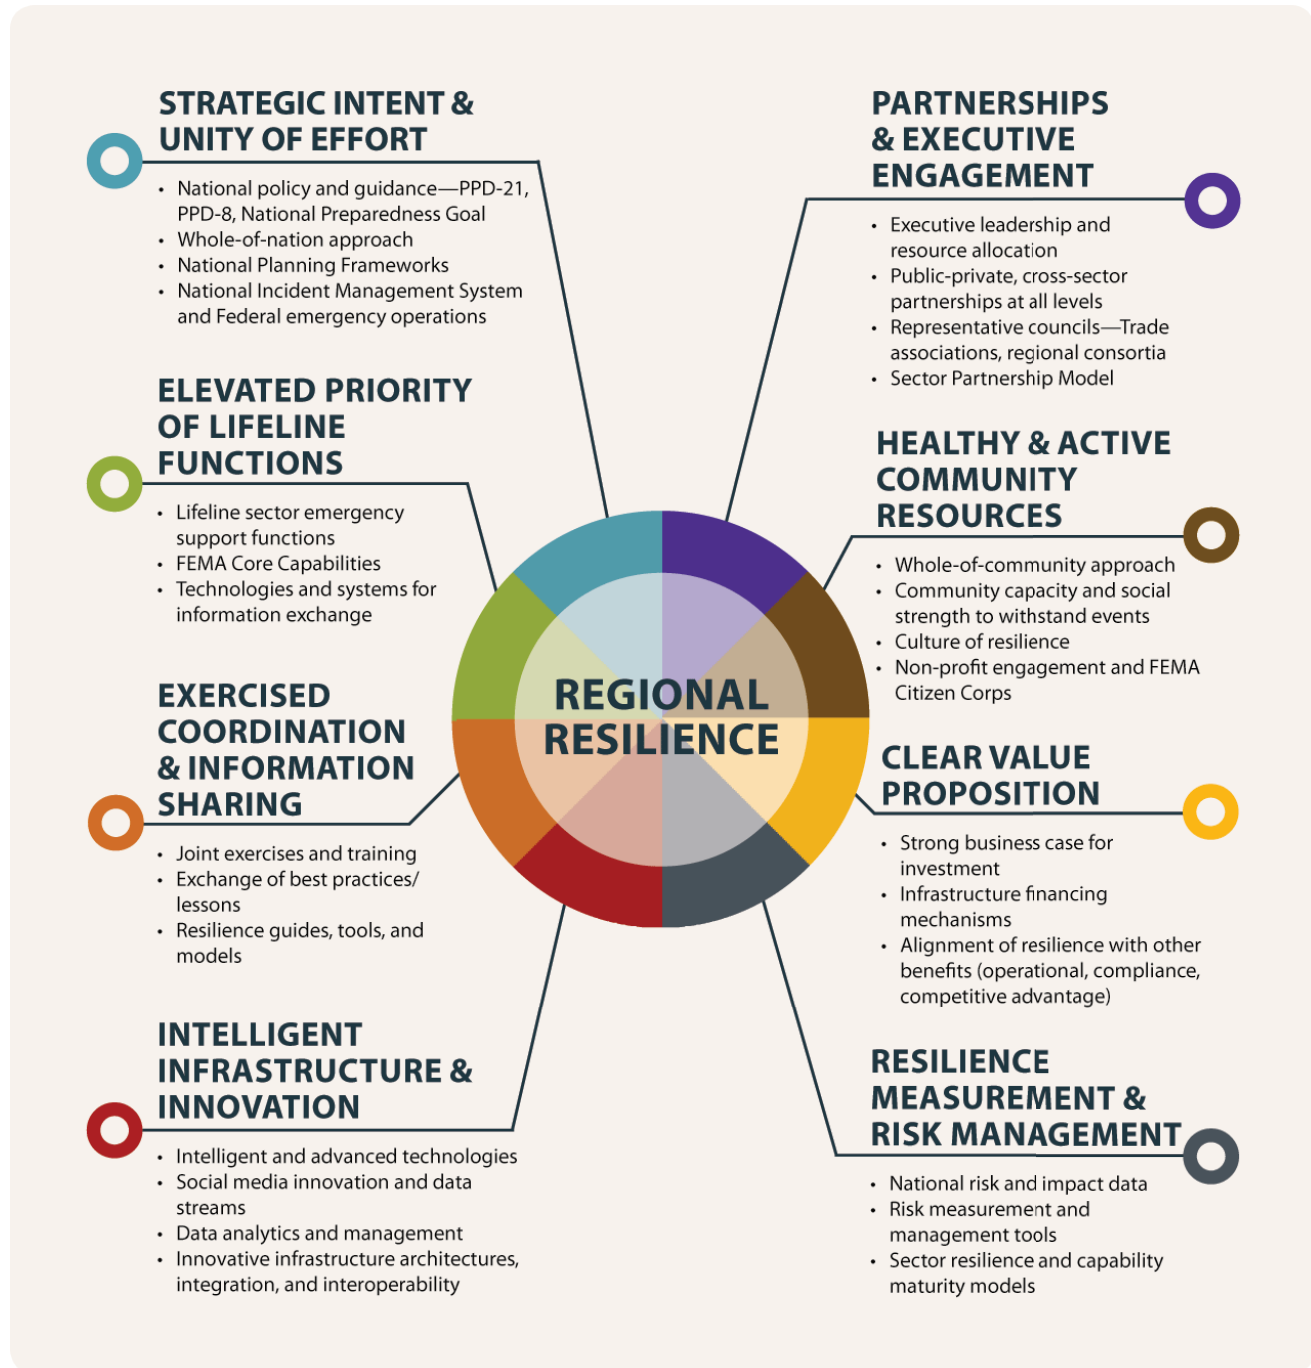 STRATEGIC INTENT &
UNITY OF EFFORT
• National policy and guidance—PPD-21,
PPD-8, National Preparedness Goal
• Whole-of-nation approach
• National Planning Frameworks
• National Incident Management System
and Federal emergency operations
ELEVATED PRIORITY
OF LIFELINE
FUNCTIONS
• Lifeline sector emergency
support functions
• FEMA Core Capabilities
• Technologies and systems for
information exchange
EXERCISED
COORDINATION
& INFORMATION
SHARING
• Joint exercises and training
• Exchange of best practices/
lessons
• Resilience guides, tools, and
models
INTELLIGENT
INFRASTRUCTURE &
INNOVATION
• Intelligent and advanced technologies
• Social media innovation and data
streams
• Data analytics and management
• Innovative infrastructure architectures,
integration, and interoperability
REGIONAL
RESILIENCE
PARTNERSHIPS
& EXECUTIVE
ENGAGEMENT
• Executive leadership and
resource allocation
• Public-private, cross-sector
partnerships at all levels
• Representative councils—Trade
associations, regional consortia
• Sector Partnership Model
HEALTHY & ACTIVE
COMMUNITY
RESOURCES
• Whole-of-community approach
• Community capacity and social
strength to withstand events
• Culture of resilience
• Non-profit engagement and FEMA
Citizen Corps
CLEAR VALUE
PROPOSITION
• Strong business case for
investment
• Infrastructure financing
mechanisms
• Alignment of resilience with other
benefits (operational, compliance,
competitive advantage)
RESILIENCE
MEASUREMENT &
RISK MANAGEMENT
• National risk and impact data
• Risk measurement and
management tools
• Sector resilience and capability
maturity models